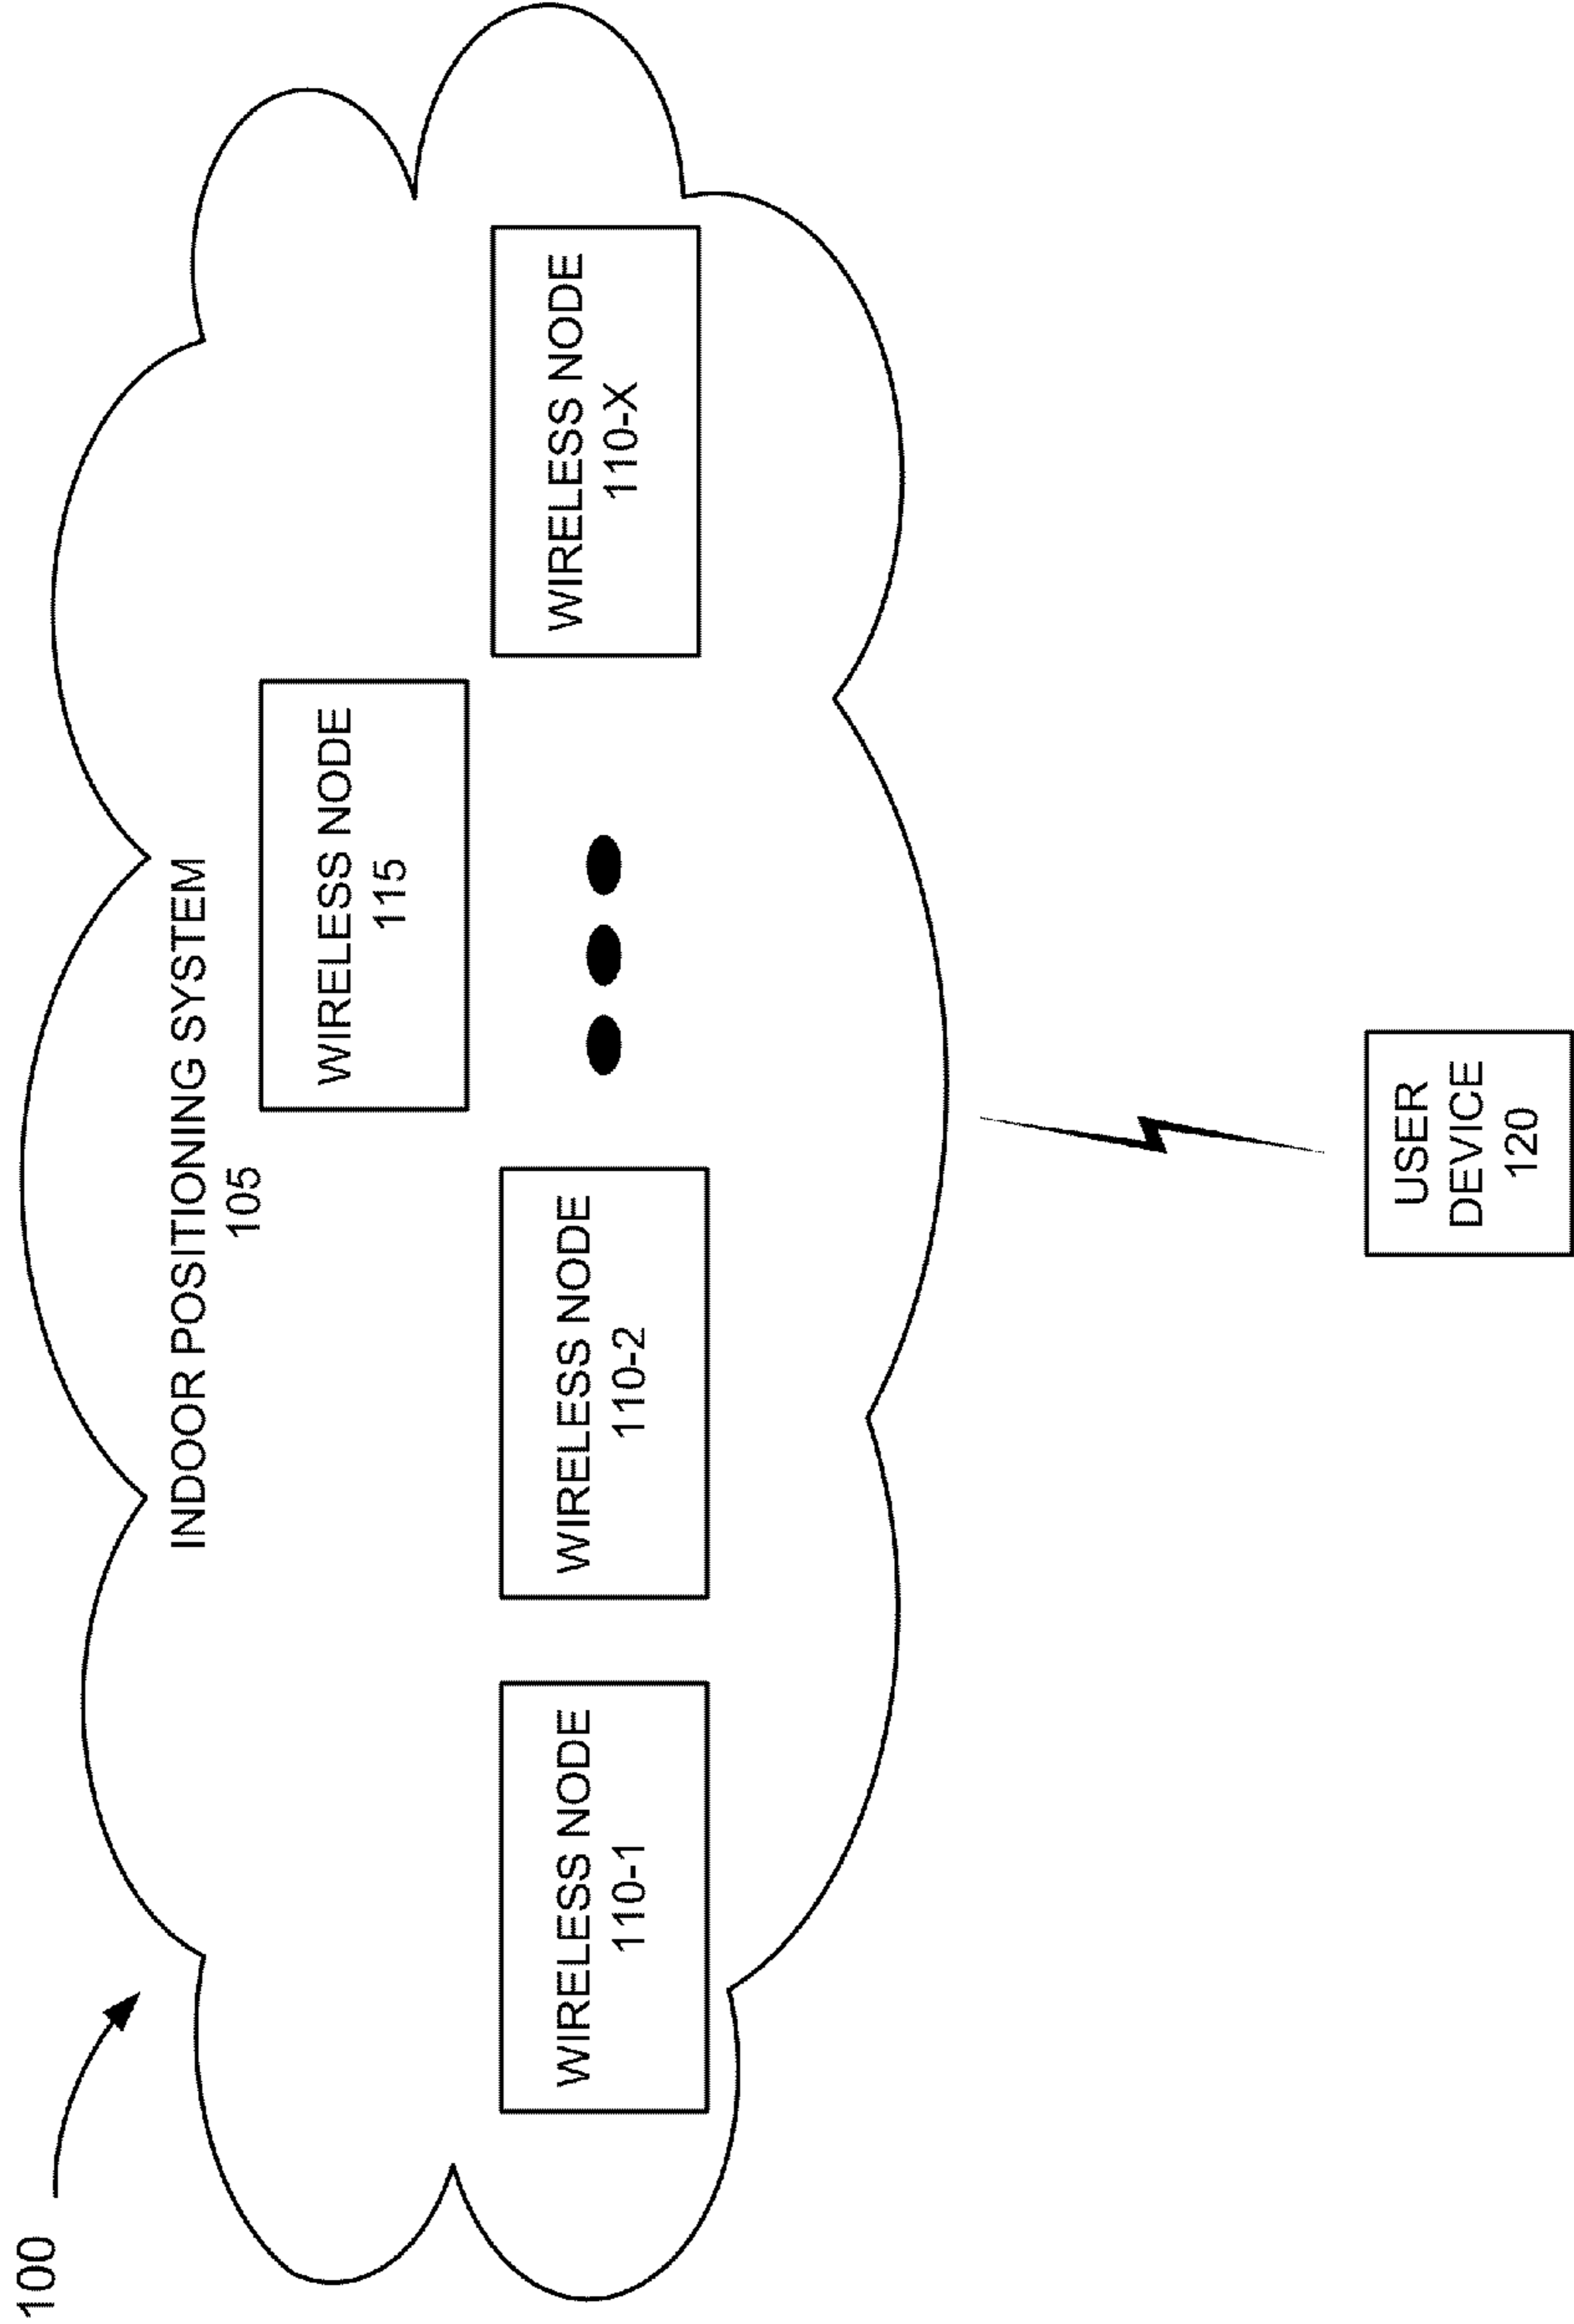 100
INDOOR POSITIONING SYSTEM
105
WIRELESS NODE
115
WIRELESS NODE
110-1
WIRELESS NODE
110-2
WIRELESS NODE
110-X
USER
DEVICE
120